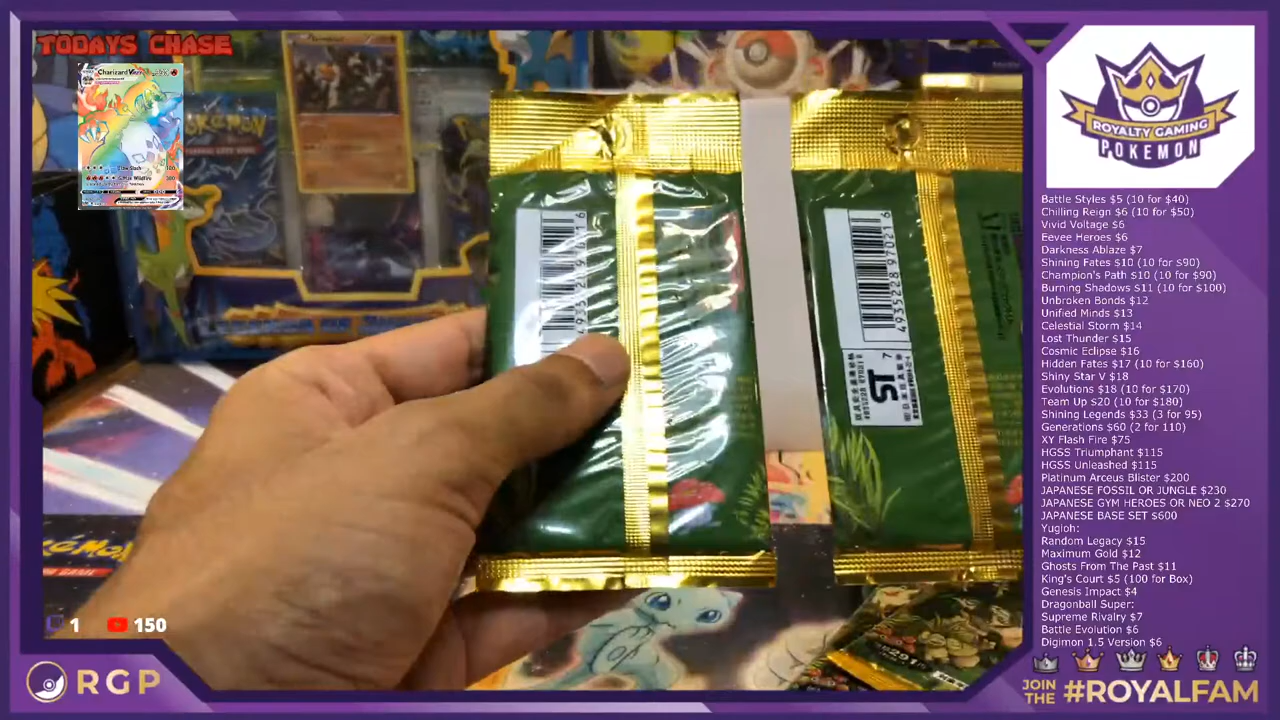 TODAYS CHASE
Charizard
G-Max Wildfire
POKÉMON
4935228970216
ST
1
150
RGP
ROYALTY GAMING
POKEMON
Battle Styles $5 (10 for $40)
Chilling Reign $6 (10 for $50)
Vivid Voltage $6
Eevee Heroes $6
Darkness Ablaze $7
Shining Fates $10 (10 for $90)
Champion's Path $10 (10 for $90)
Burning Shadows $11 (10 for $100)
Unbroken Bonds $12
Unified Minds $13
Celestial Storm $14
Lost Thunder $15
Cosmic Eclipse $16
Hidden Fates $17 (10 for $160)
Shiny Star V $18
Evolutions $18 (10 for $170)
Team Up $20 (10 for $180)
Shining Legends $33 (3 for 95)
Generations $60 (2 for 110)
XY Flash Fire $75
HGSS Triumphant $115
HGSS Unleashed $115
Platinum Arceus Blister $200
JAPANESE FOSSIL OR JUNGLE $230
JAPANESE GYM HEROES OR NEO 2 $270
JAPANESE BASE SET $600
Yugioh:
Random Legacy $15
Maximum Gold $12
Ghosts From The Past $11
King's Court $5 (100 for Box)
Genesis Impact $4
Dragonball Super:
Supreme Rivalry $7
Battle Evolution $6
Digimon 1.5 Version $6
JOIN
THE
#ROYALFAM